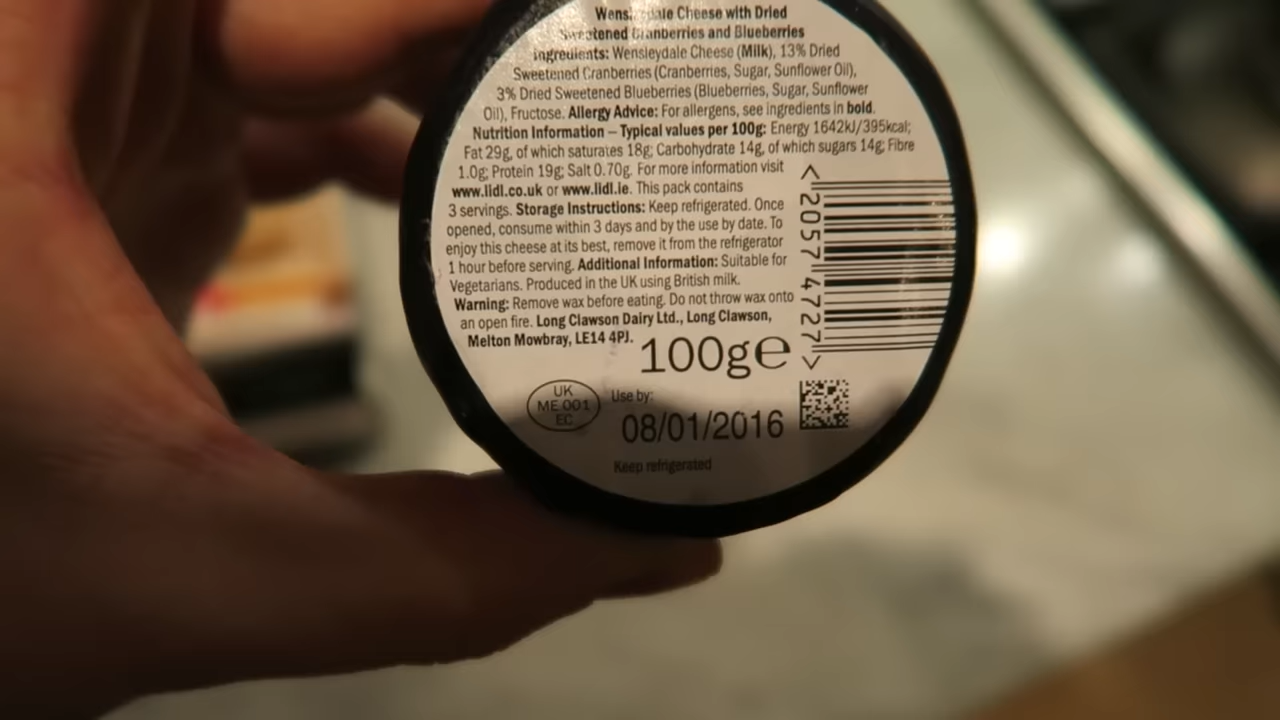 Wensleydale Cheese with Dried
Sweetened Cranberries and Blueberries
Ingredients: Wensleydale Cheese (Milk), 13% Dried
Sweetened Cranberries (Cranberries, Sugar, Sunflower Oil),
3% Dried Sweetened Blueberries (Blueberries, Sugar, Sunflower
Oil), Fructose. Allergy Advice: For allergens, see ingredients in bold.
Nutrition Information – Typical values per 100g: Energy 1642kJ/395kcal;
Fat 29g, of which saturates 18g; Carbohydrate 14g, of which sugars 14g; Fibre
1.0g; Protein 19g; Salt 0.70g. For more information visit
www.lidl.co.uk or www.lidl.ie. This pack contains
3 servings. Storage Instructions: Keep refrigerated. Once
opened, consume within 3 days and by the use by date. To
enjoy this cheese at its best, remove it from the refrigerator
1 hour before serving. Additional Information: Suitable for
Vegetarians. Produced in the UK using British milk.
Warning: Remove wax before eating. Do not throw wax onto
an open fire. Long Clawson Dairy Ltd., Long Clawson,
Melton Mowbray, LE14 4PJ.
100g℮
< 2057 4727 >
UK
ME 001
EC
Use by:
08/01/2016
Keep refrigerated